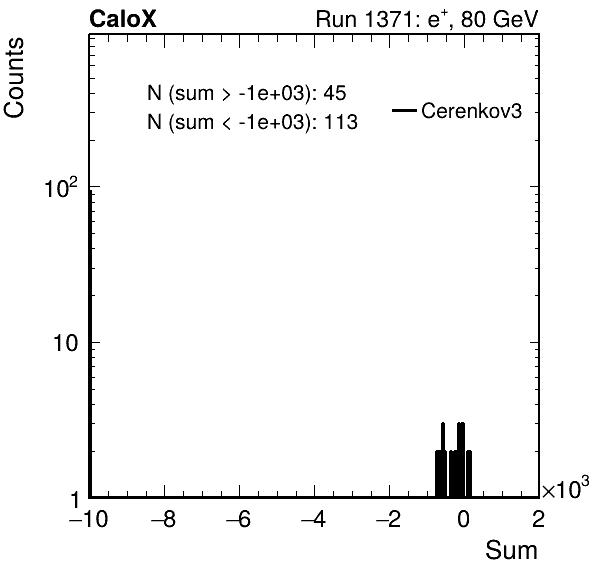 CaloX
Run 1371: e⁺, 80 GeV
Counts
N (sum > -1e+03): 45
N (sum < -1e+03): 113
Cerenkov3
10²
10
1
−10 −8 −6 −4 −2 0 2
×10³
Sum